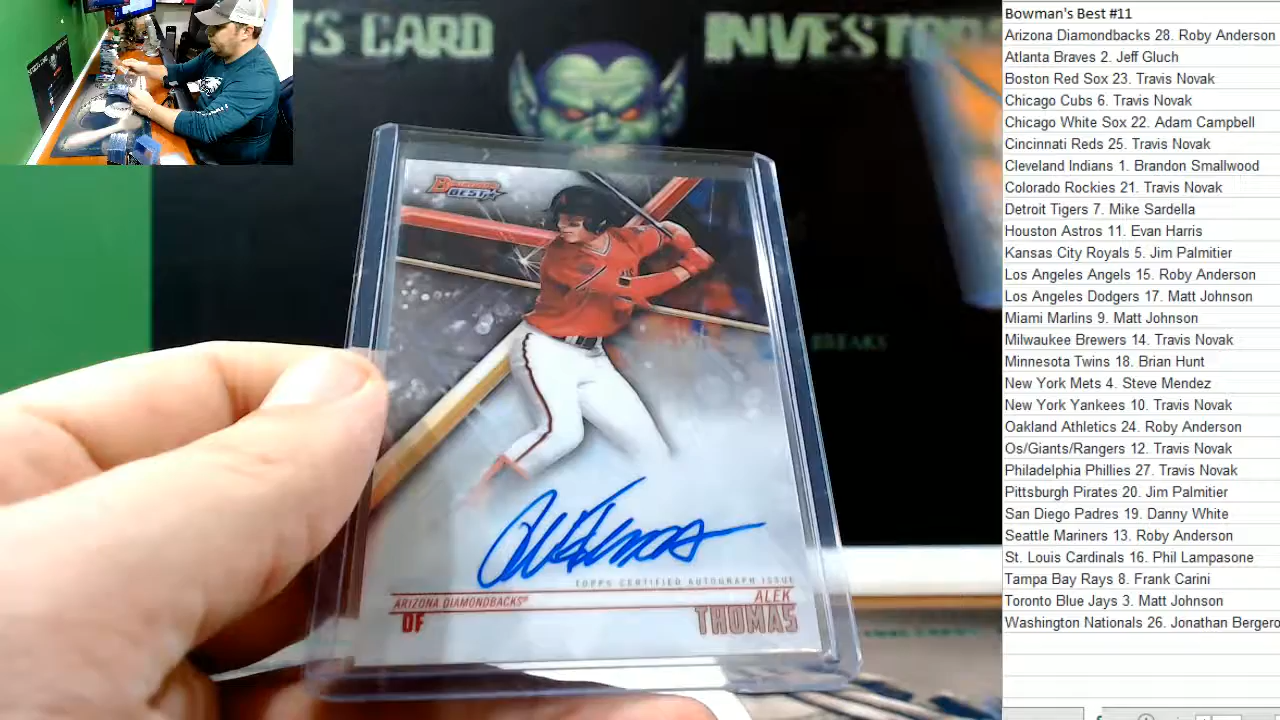 TS CARD INVESTORS
BREAKS
BOWMAN'S BEST
TOPPS CERTIFIED AUTOGRAPH ISSUE
ARIZONA DIAMONDBACKS
ALEK
OF
THOMAS
Bowman's Best #11
Arizona Diamondbacks 28. Roby Anderson
Atlanta Braves 2. Jeff Gluch
Boston Red Sox 23. Travis Novak
Chicago Cubs 6. Travis Novak
Chicago White Sox 22. Adam Campbell
Cincinnati Reds 25. Travis Novak
Cleveland Indians 1. Brandon Smallwood
Colorado Rockies 21. Travis Novak
Detroit Tigers 7. Mike Sardella
Houston Astros 11. Evan Harris
Kansas City Royals 5. Jim Palmitier
Los Angeles Angels 15. Roby Anderson
Los Angeles Dodgers 17. Matt Johnson
Miami Marlins 9. Matt Johnson
Milwaukee Brewers 14. Travis Novak
Minnesota Twins 18. Brian Hunt
New York Mets 4. Steve Mendez
New York Yankees 10. Travis Novak
Oakland Athletics 24. Roby Anderson
Os/Giants/Rangers 12. Travis Novak
Philadelphia Phillies 27. Travis Novak
Pittsburgh Pirates 20. Jim Palmitier
San Diego Padres 19. Danny White
Seattle Mariners 13. Roby Anderson
St. Louis Cardinals 16. Phil Lampasone
Tampa Bay Rays 8. Frank Carini
Toronto Blue Jays 3. Matt Johnson
Washington Nationals 26. Jonathan Bergero